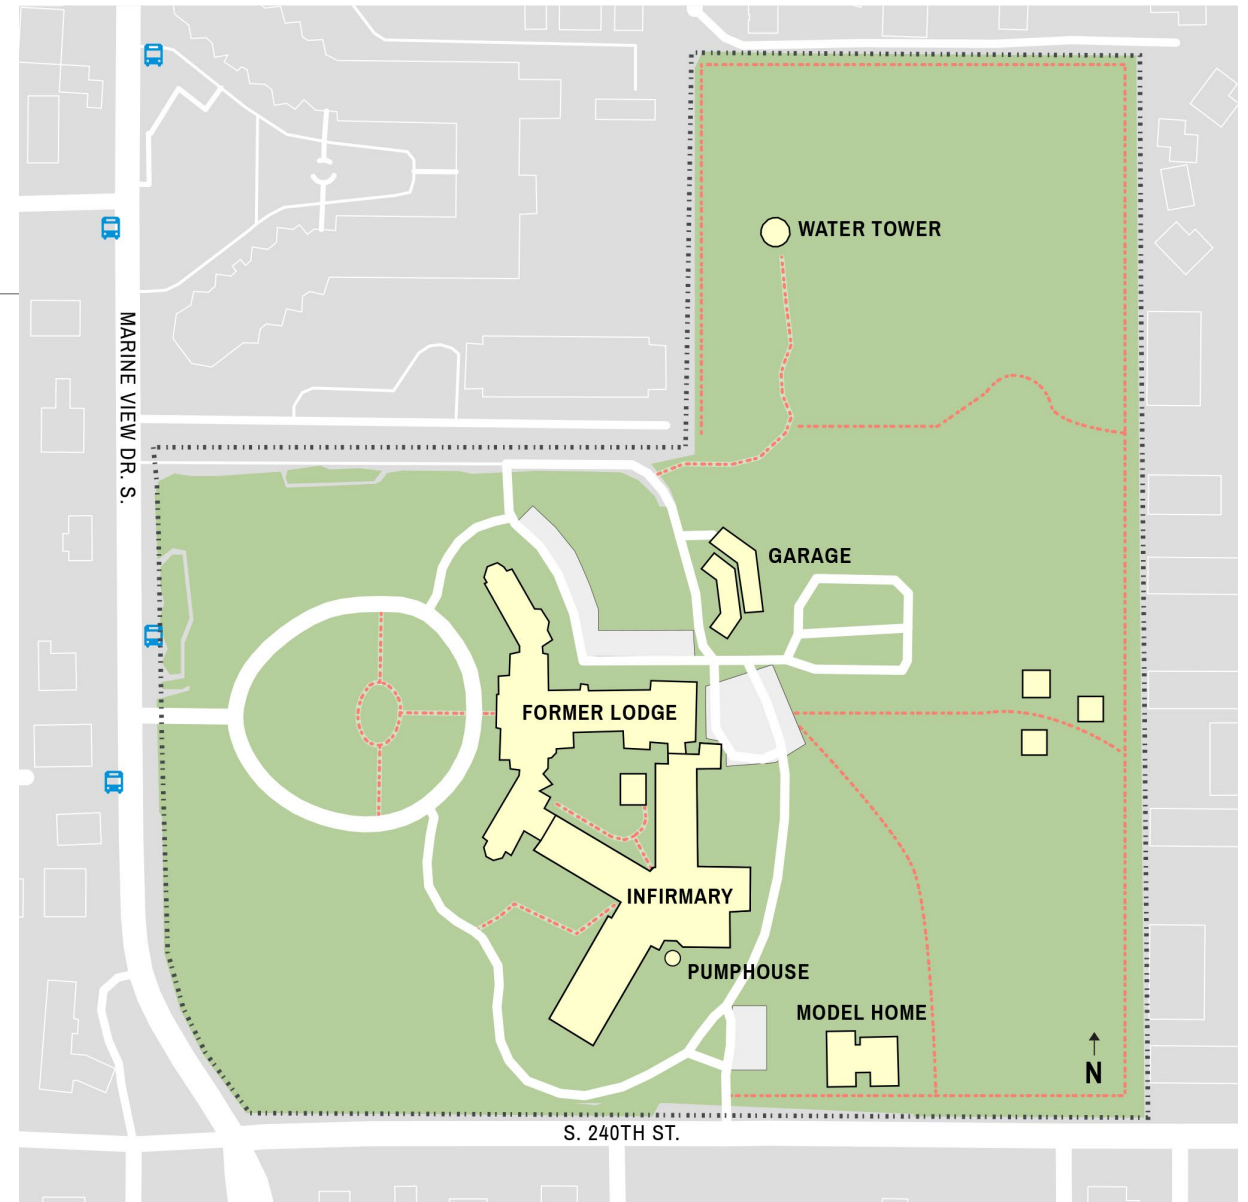 WATER TOWER
MARINE VIEW DR. S.
GARAGE
FORMER LODGE
INFIRMARY
PUMPHOUSE
MODEL HOME
N
S. 240TH ST.